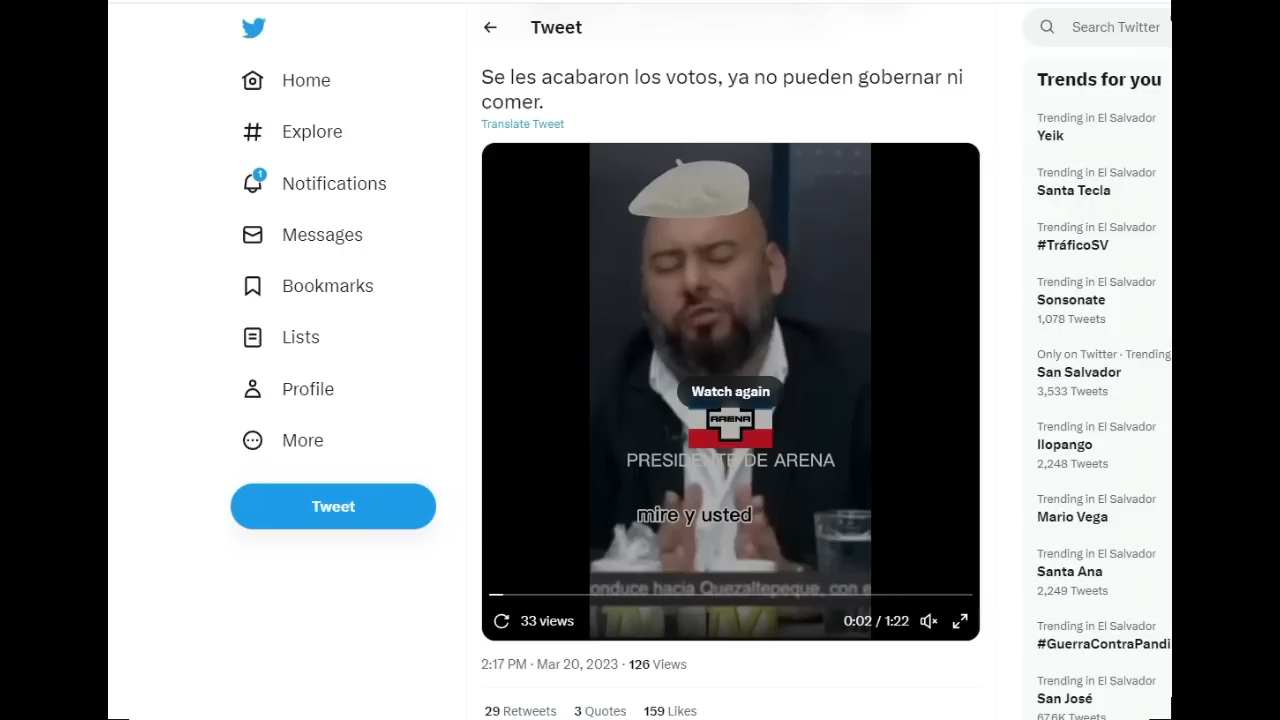 Tweet
Search Twitter
Home
Explore
1
Notifications
Messages
Bookmarks
Lists
Profile
More
Tweet
Se les acabaron los votos, ya no pueden gobernar ni
comer.
Translate Tweet
Watch again
ARENA
PRESIDENTE DE ARENA
mire y usted
onduce hacia Quezaltepeque, con e
33 views
0:02 / 1:22
2:17 PM · Mar 20, 2023 · 126 Views
29 Retweets 3 Quotes 159 Likes
Trends for you
Trending in El Salvador
Yeik
Trending in El Salvador
Santa Tecla
Trending in El Salvador
#TráficoSV
Trending in El Salvador
Sonsonate
1,078 Tweets
Only on Twitter · Trending
San Salvador
3,533 Tweets
Trending in El Salvador
Ilopango
2,248 Tweets
Trending in El Salvador
Mario Vega
Trending in El Salvador
Santa Ana
2,249 Tweets
Trending in El Salvador
#GuerraContraPandi
Trending in El Salvador
San José
676K Tweets